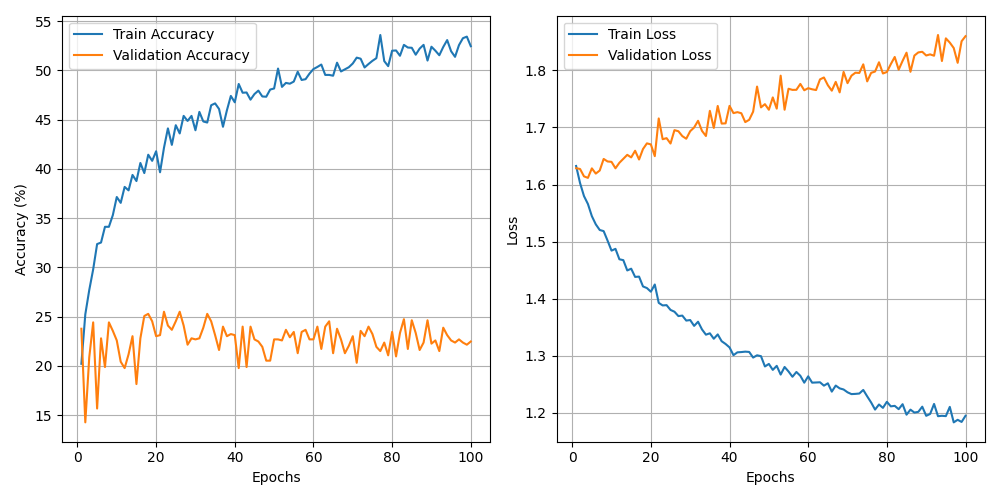 Train Accuracy
Validation Accuracy
55
50
45
40
35
30
25
20
15
0 20 40 60 80 100
Epochs
Accuracy (%)
Train Loss
Validation Loss
1.8
1.7
1.6
1.5
1.4
1.3
1.2
0 20 40 60 80 100
Epochs
Loss